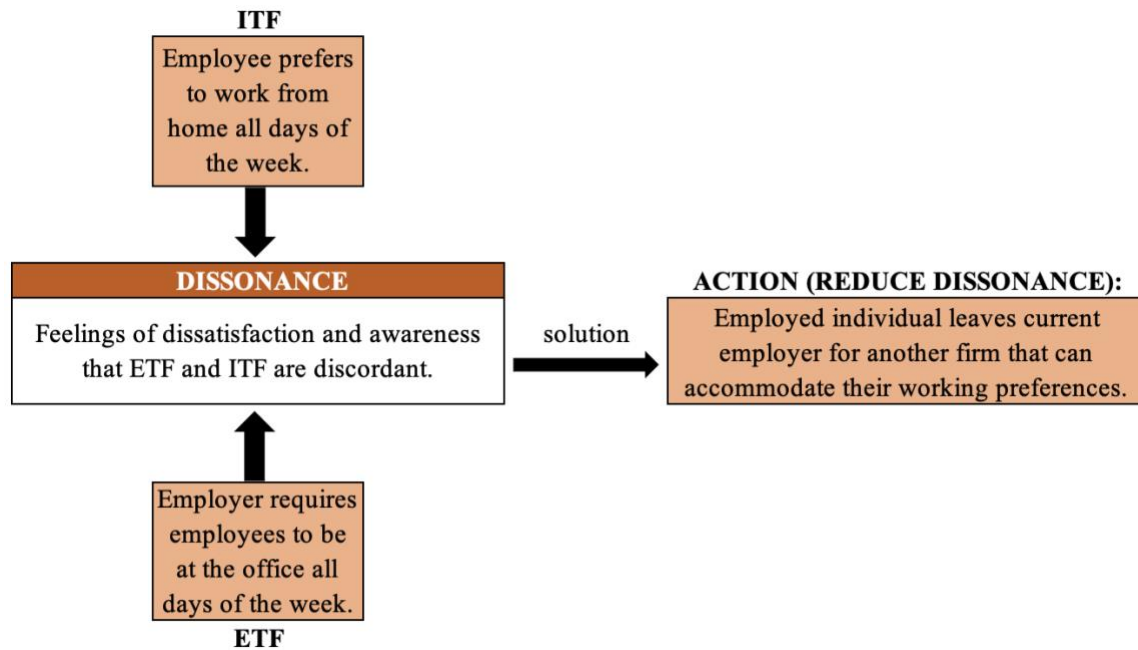 ITF
Employee prefers
to work from
home all days of
the week.
DISSONANCE
Feelings of dissatisfaction and awareness
that ETF and ITF are discordant.
solution
ACTION (REDUCE DISSONANCE):
Employed individual leaves current
employer for another firm that can
accommodate their working preferences.
Employer requires
employees to be
at the office all
days of the week.
ETF